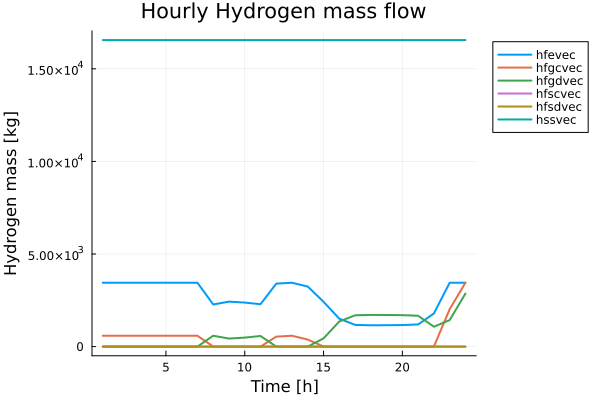 Hourly Hydrogen mass flow
hfevec
hfgcvec
hfgdvec
hfscvec
hfsdvec
hssvec
Hydrogen mass [kg]
1.50×10⁴
1.00×10⁴
5.00×10³
0
5 10 15 20
Time [h]